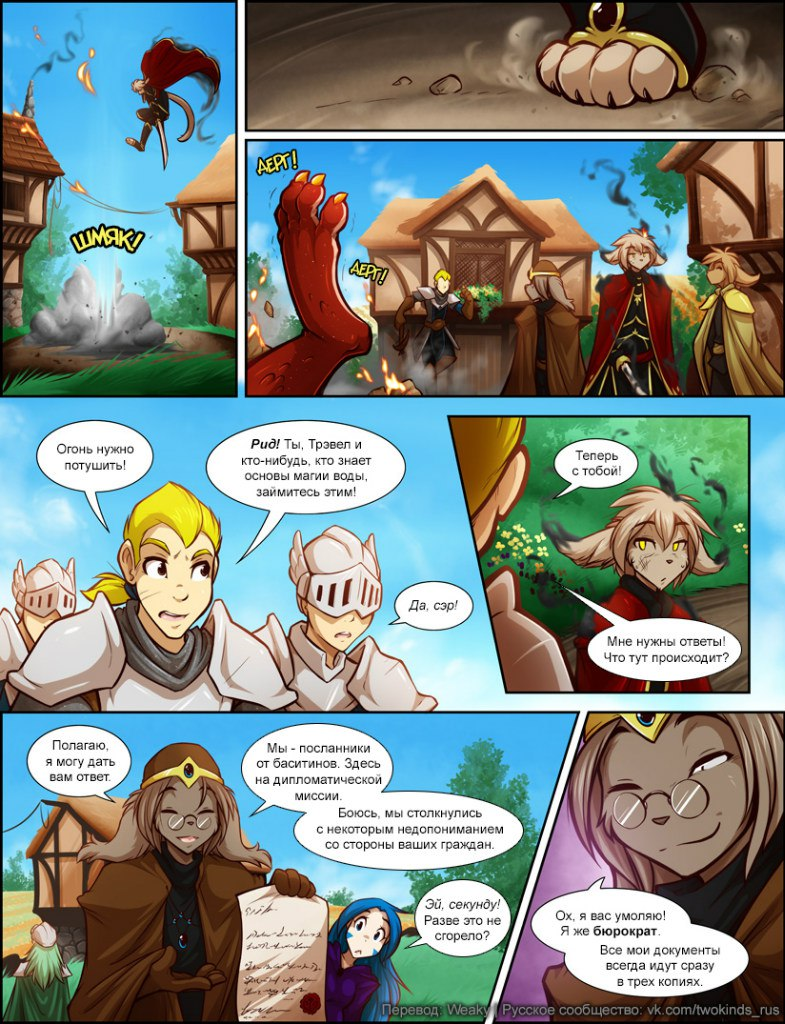 ШМЯК!
ДЕРГ!
ДЕРГ!
Огонь нужно
потушить!
Рид! Ты, Трэвел и
кто-нибудь, кто знает
основы магии воды,
займитесь этим!
Да, сэр!
Теперь
с тобой!
Мне нужны ответы!
Что тут происходит?
Полагаю,
я могу дать
вам ответ.
Мы - посланники
от баситинов. Здесь
на дипломатической
миссии.
Боюсь, мы столкнулись
с некоторым недопониманием
со стороны ваших граждан.
Эй, секунду!
Разве это не
сгорело?
Ох, я вас умоляю!
Я же бюрократ.
Все мои документы
всегда идут сразу
в трех копиях.
Перевод: Weaky | Русское сообщество: vk.com/twokinds_rus